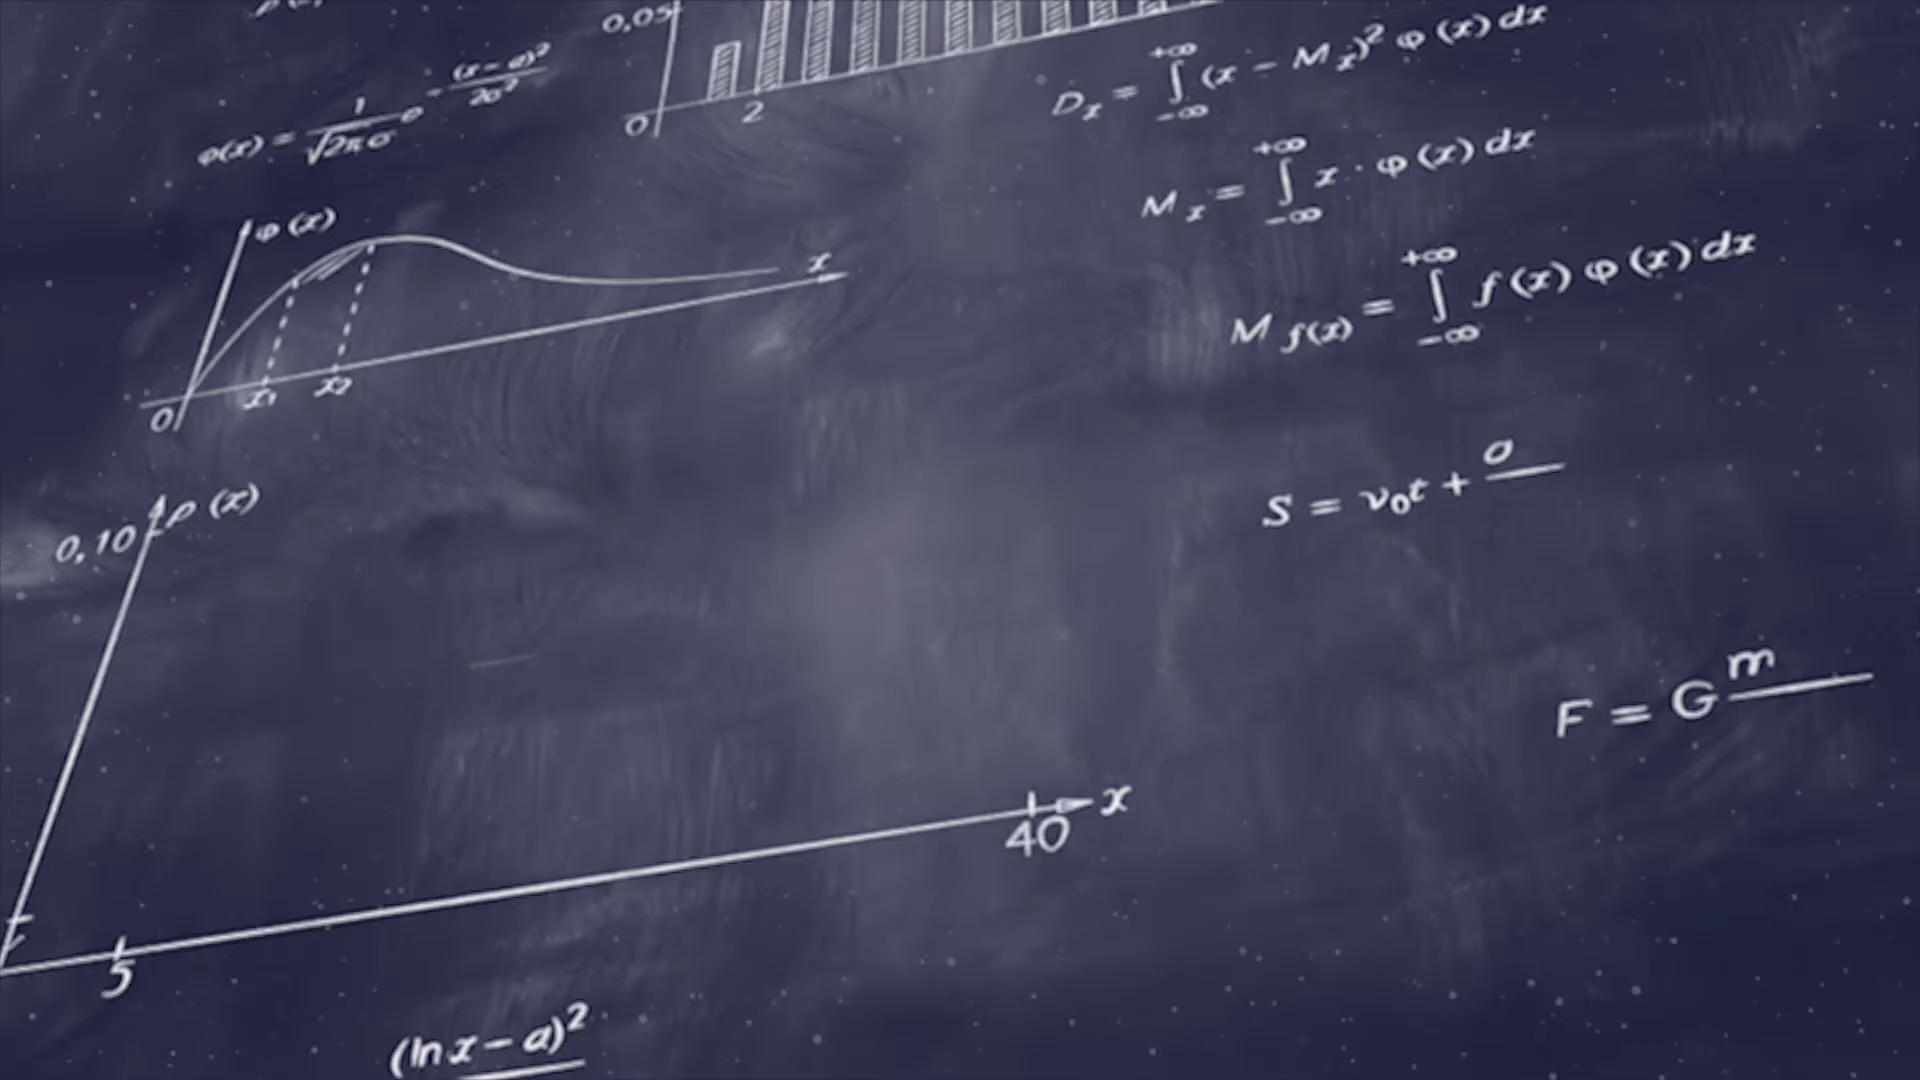 0,05
φ(x) = 1/√2πσ e^-(x-a)²/2σ²
0 2
D_x = ∫_{-∞}^{+∞} (x - M_x)² φ(x) dx
M_x = ∫_{-∞}^{+∞} x · φ(x) dx
M_f(x) = ∫_{-∞}^{+∞} f(x) φ(x) dx
φ(x)
x
0 x₁ x₂
S = v₀t +
ρ(x)
0,10
F = G m
x
40
5
(ln x - a)²